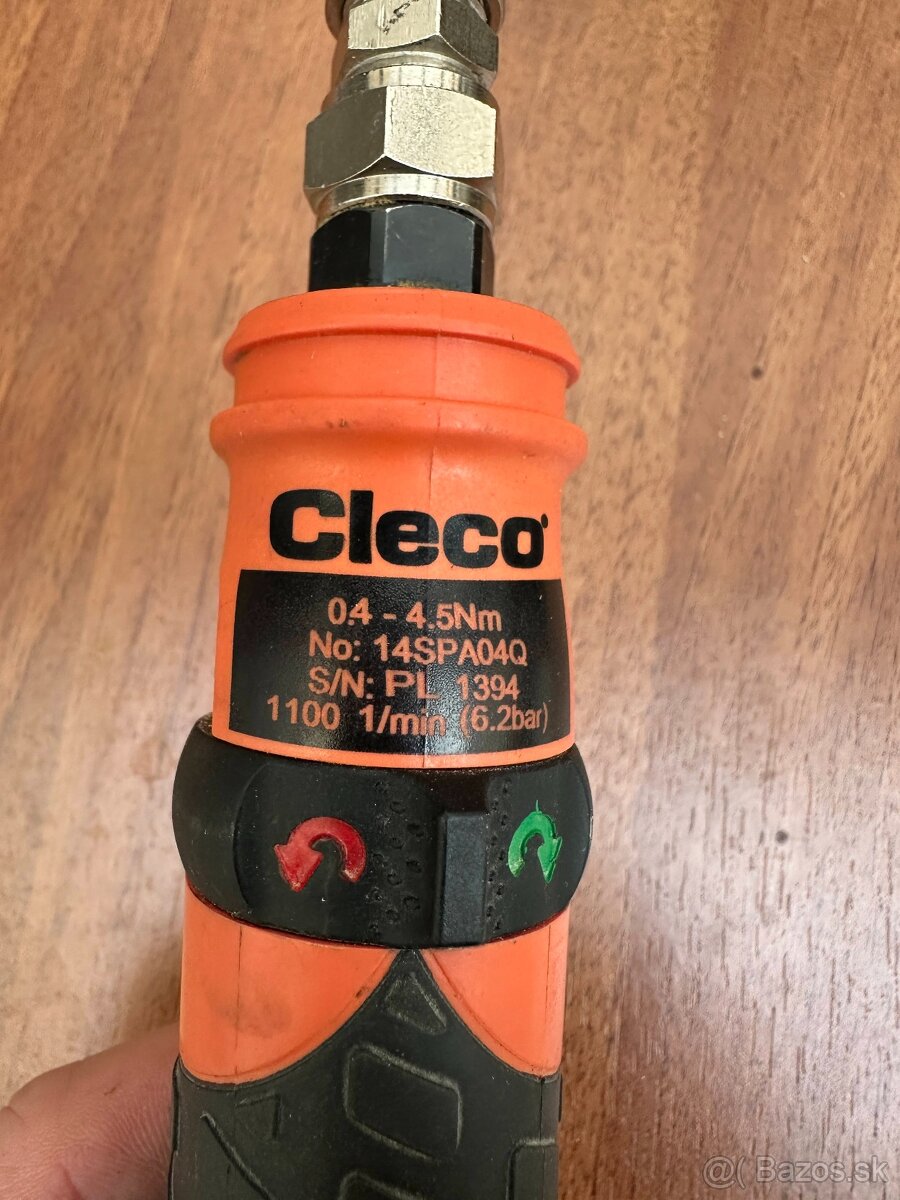 Cleco
0.4 - 4.5Nm
No: 14SPA04Q
S/N: PL 1394
1100 1/min (6.2bar)
@( Bazos.sk